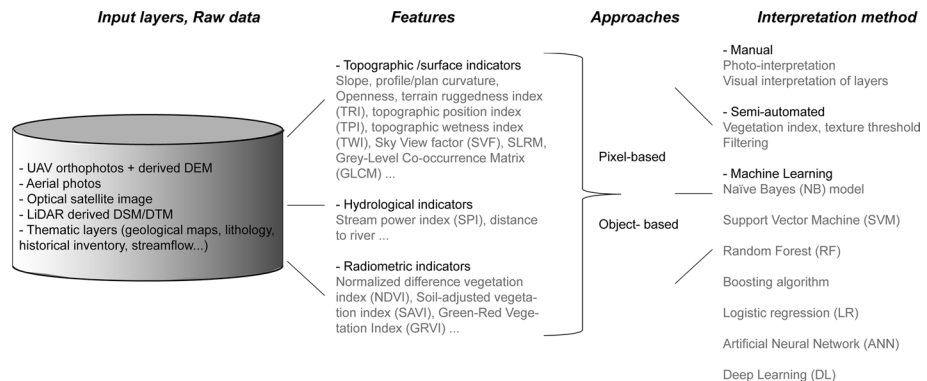 Input layers, Raw data
Features
Approaches
Interpretation method
- UAV orthophotos + derived DEM
- Aerial photos
- Optical satellite image
- LiDAR derived DSM/DTM
- Thematic layers (geological maps, lithology,
historical inventory, streamflow...)
- Topographic /surface indicators
Slope, profile/plan curvature,
Openness, terrain ruggedness index
(TRI), topographic position index
(TPI), topographic wetness index
(TWI), Sky View factor (SVF), SLRM,
Grey-Level Co-occurrence Matrix
(GLCM) ...
- Hydrological indicators
Stream power index (SPI), distance
to river ...
- Radiometric indicators
Normalized difference vegetation
index (NDVI), Soil-adjusted vegeta-
tion index (SAVI), Green-Red Vege-
tation Index (GRVI) ...
Pixel-based
Object- based
- Manual
Photo-interpretation
Visual interpretation of layers
- Semi-automated
Vegetation index, texture threshold
Filtering
- Machine Learning
Naïve Bayes (NB) model
Support Vector Machine (SVM)
Random Forest (RF)
Boosting algorithm
Logistic regression (LR)
Artificial Neural Network (ANN)
Deep Learning (DL)